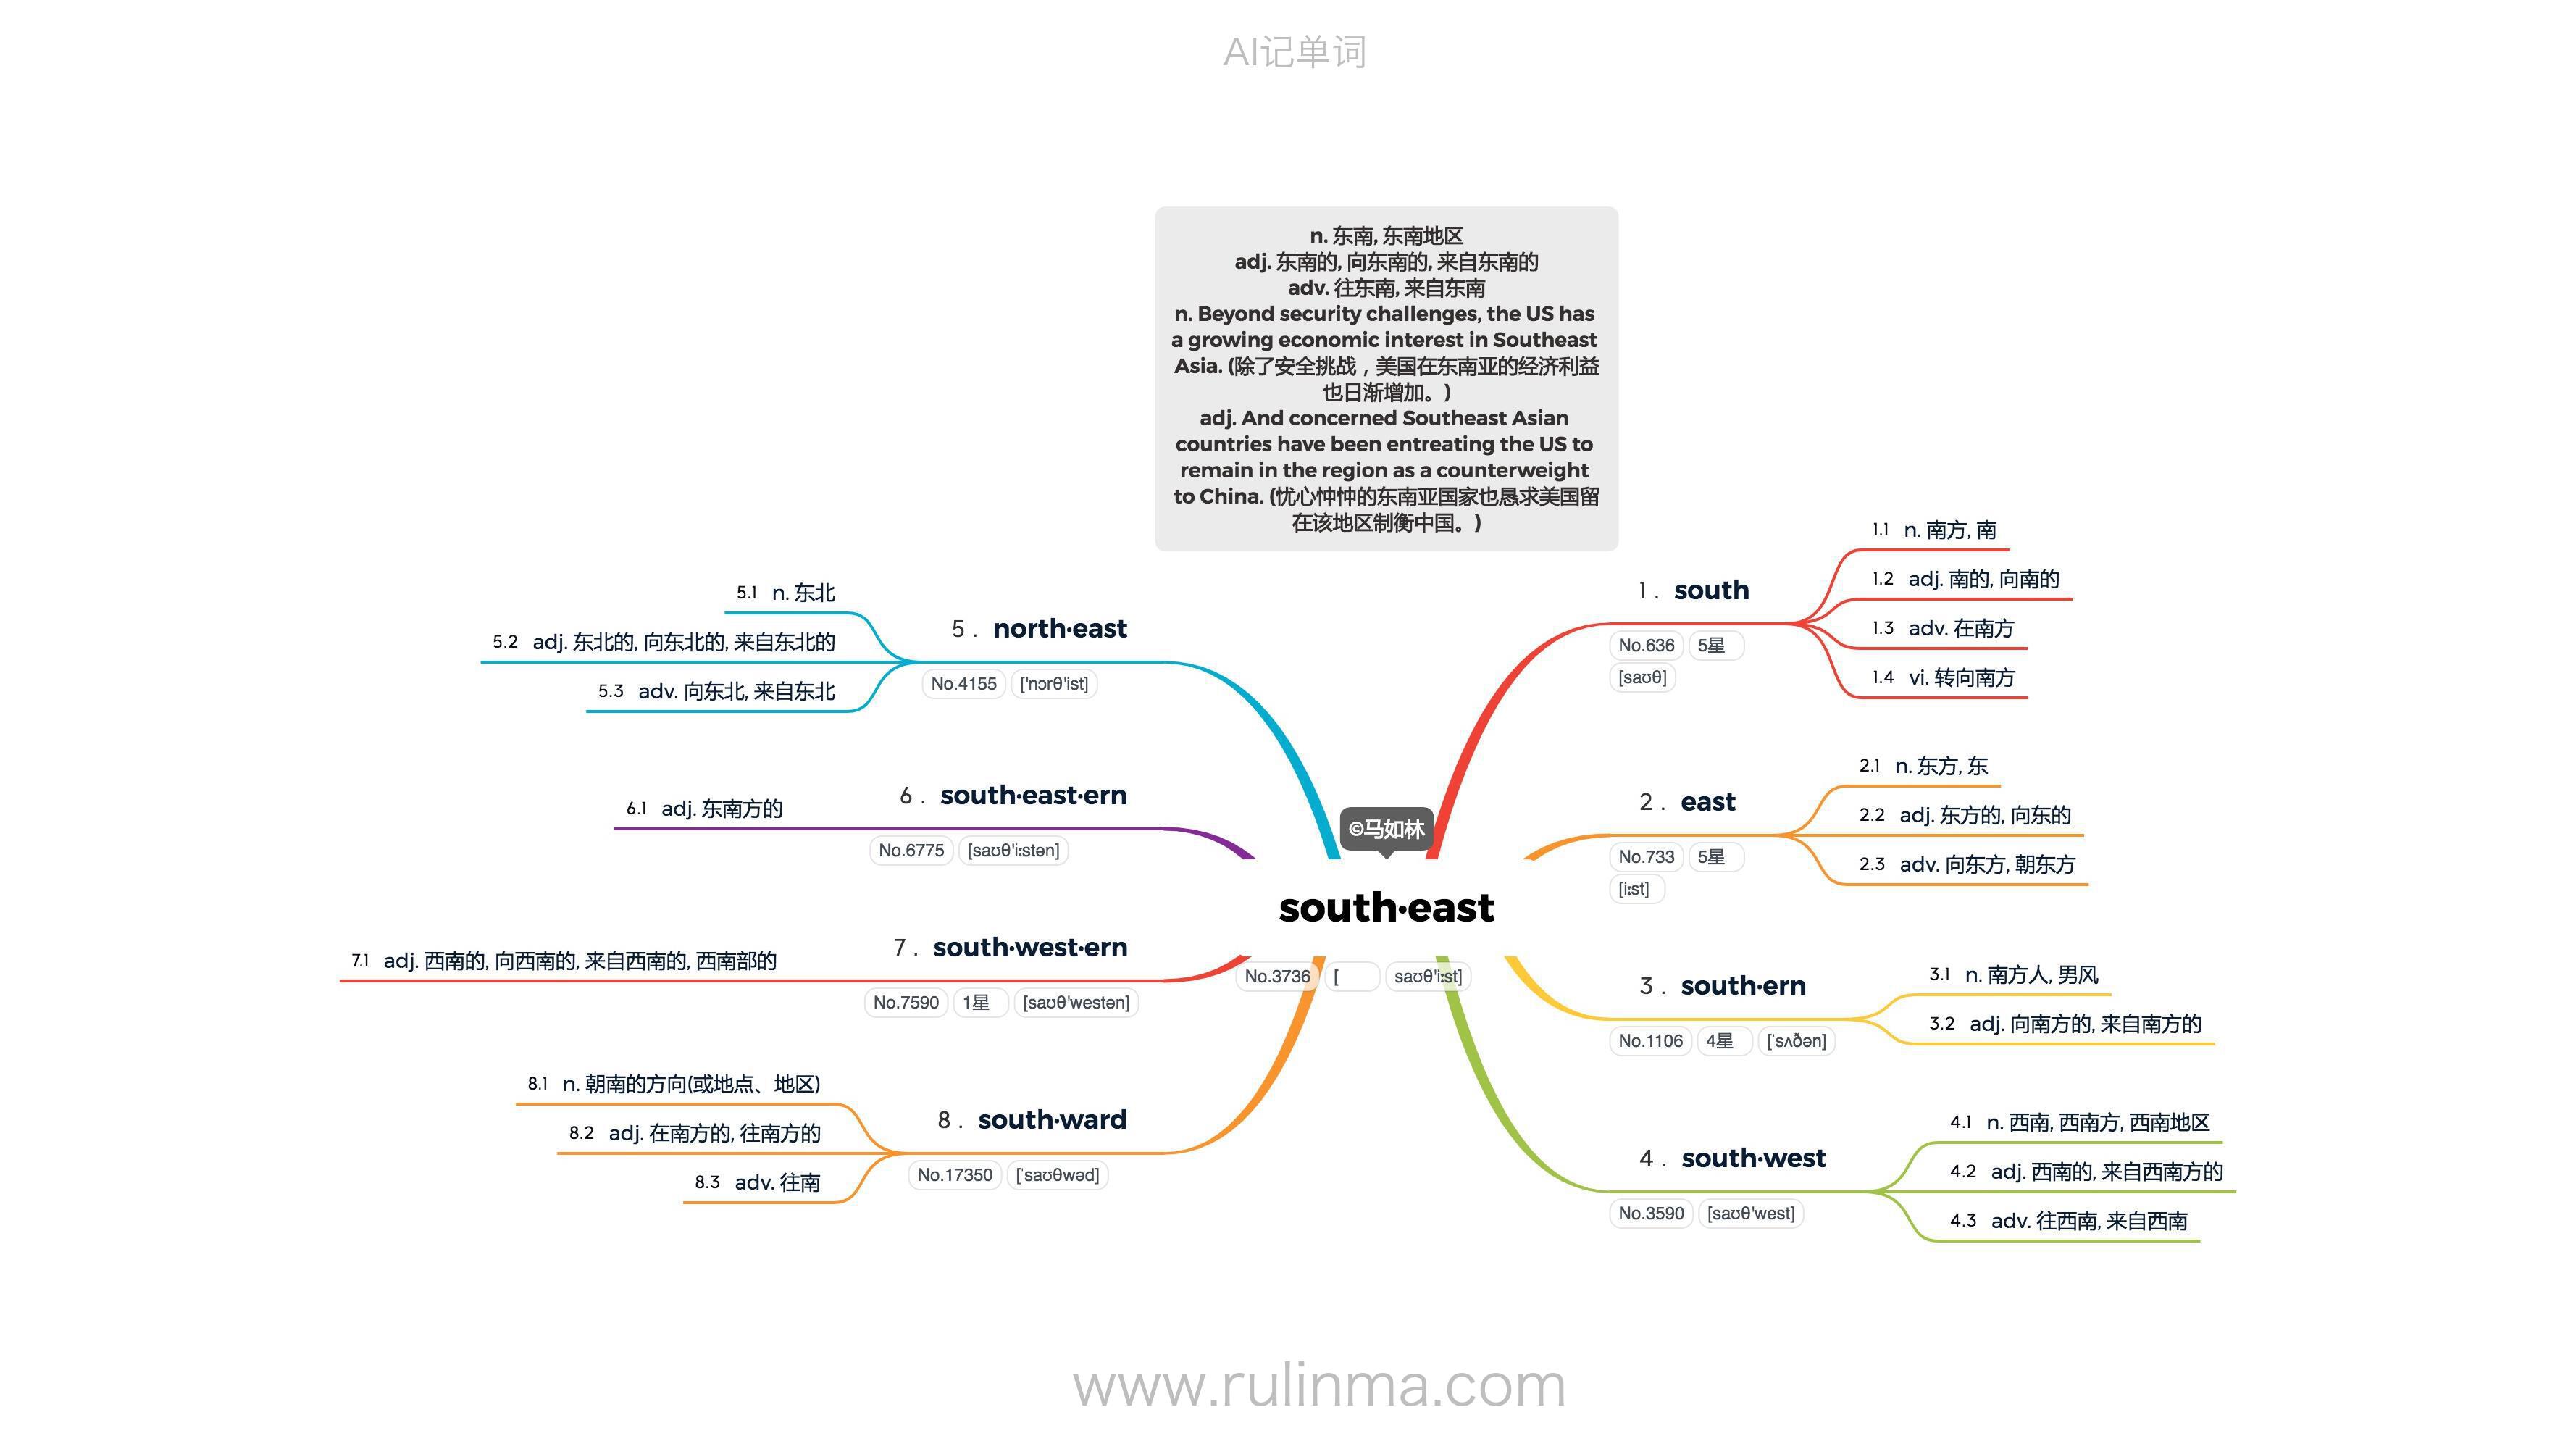 AI记单词
n. 东南, 东南地区
adj. 东南的, 向东南的, 来自东南的
adv. 往东南, 来自东南
n. Beyond security challenges, the US has
a growing economic interest in Southeast
Asia. (除了安全挑战，美国在东南亚的经济利益
也日渐增加。)
adj. And concerned Southeast Asian
countries have been entreating the US to
remain in the region as a counterweight
to China. (忧心忡忡的东南亚国家也恳求美国留
在该地区制衡中国。)
©马如林
south·east
No.3736 [ saʊθ'i:st]
1. south
No.636 5星
[saʊθ]
1.1 n. 南方, 南
1.2 adj. 南的, 向南的
1.3 adv. 在南方
1.4 vi. 转向南方
2. east
No.733 5星
[i:st]
2.1 n. 东方, 东
2.2 adj. 东方的, 向东的
2.3 adv. 向东方, 朝东方
3. south·ern
No.1106 4星 ['sʌðən]
3.1 n. 南方人, 男风
3.2 adj. 向南方的, 来自南方的
4. south·west
No.3590 [saʊθ'west]
4.1 n. 西南, 西南方, 西南地区
4.2 adj. 西南的, 来自西南方的
4.3 adv. 往西南, 来自西南
5. north·east
No.4155 ['nɔrθ'ist]
5.1 n. 东北
5.2 adj. 东北的, 向东北的, 来自东北的
5.3 adv. 向东北, 来自东北
6. south·east·ern
No.6775 [saʊθ'i:stən]
6.1 adj. 东南方的
7. south·west·ern
No.7590 1星 [saʊθ'westən]
7.1 adj. 西南的, 向西南的, 来自西南的, 西南部的
8. south·ward
No.17350 ['saʊθwəd]
8.1 n. 朝南的方向(或地点、地区)
8.2 adj. 在南方的, 往南方的
8.3 adv. 往南
www.rulinma.com